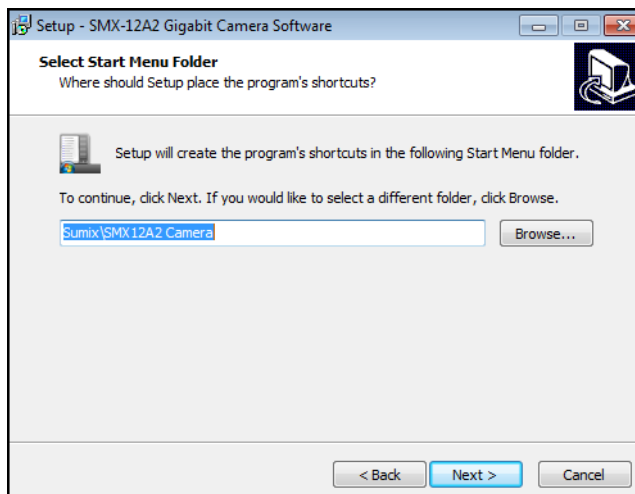 Setup - SMX-12A2 Gigabit Camera Software
Select Start Menu Folder
Where should Setup place the program's shortcuts?
Setup will create the program's shortcuts in the following Start Menu folder.
To continue, click Next. If you would like to select a different folder, click Browse.
Sumix\SMX12A2 Camera
Browse...
< Back
Next >
Cancel